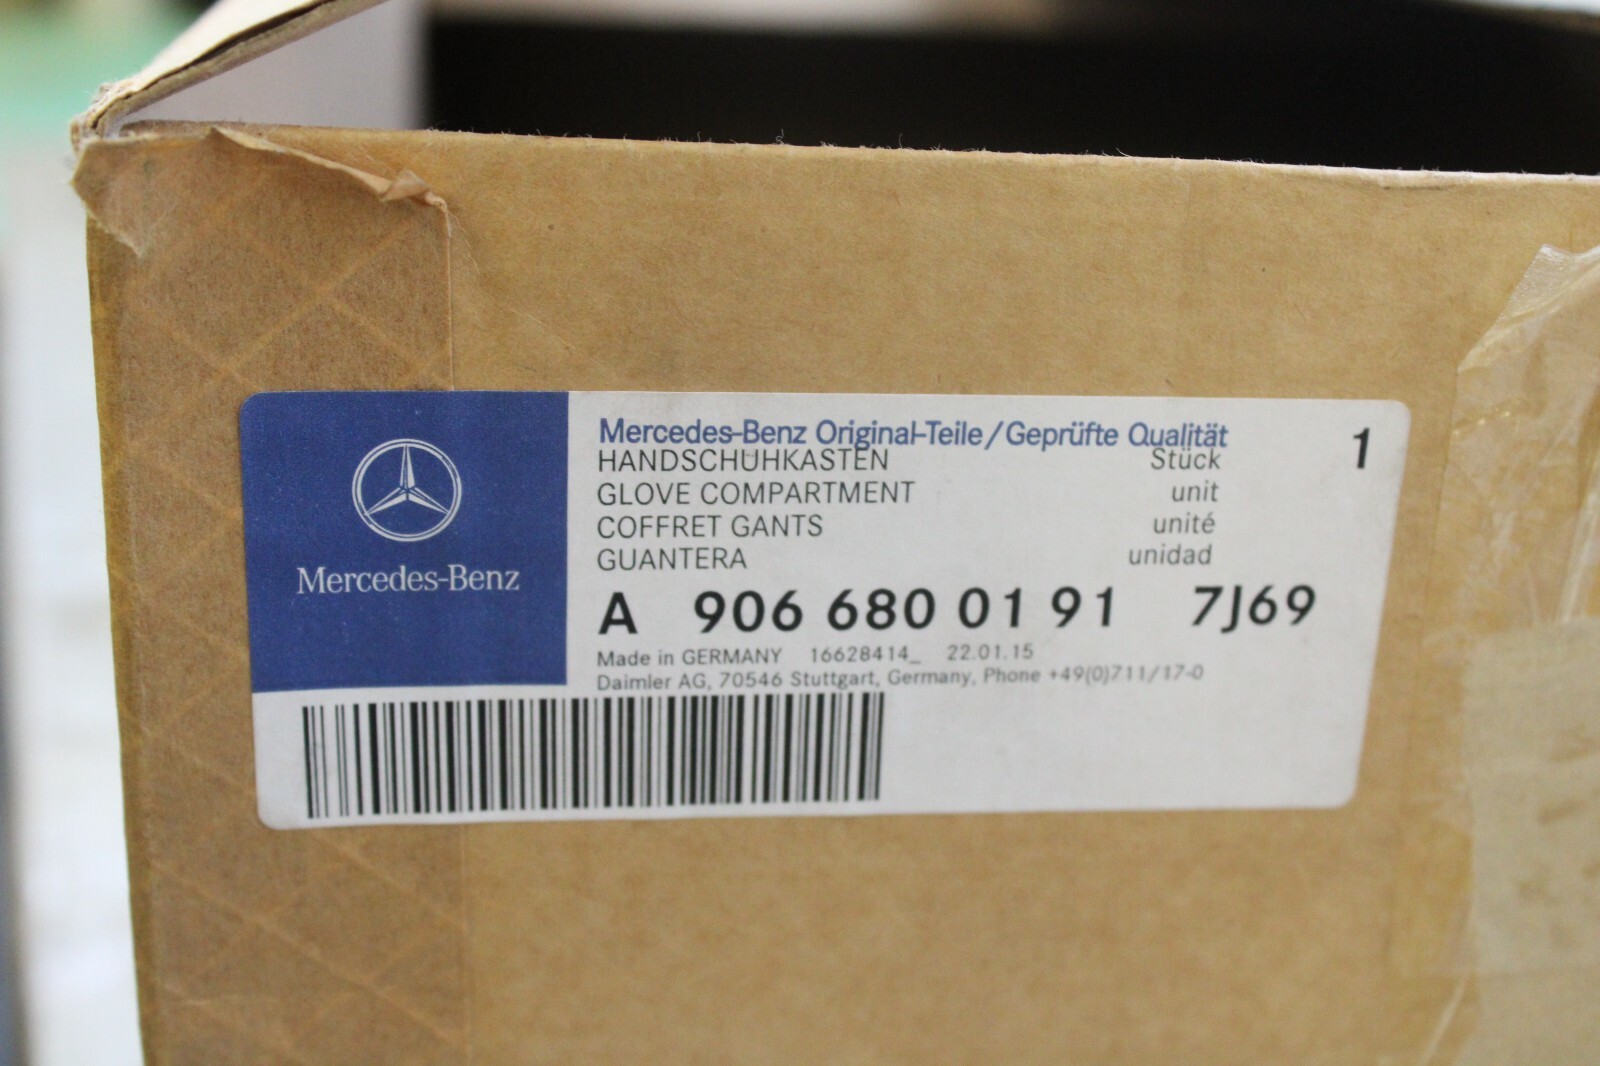 Mercedes-Benz
Mercedes-Benz Original-Teile/Geprüfte Qualität
HANDSCHUHKASTEN Stück 1
GLOVE COMPARTMENT unit
COFFRET GANTS unité
GUANTERA unidad
A 906 680 01 91 7J69
Made in GERMANY 16628414_ 22.01.15
Daimler AG, 70546 Stuttgart, Germany, Phone +49(0)711/17-0